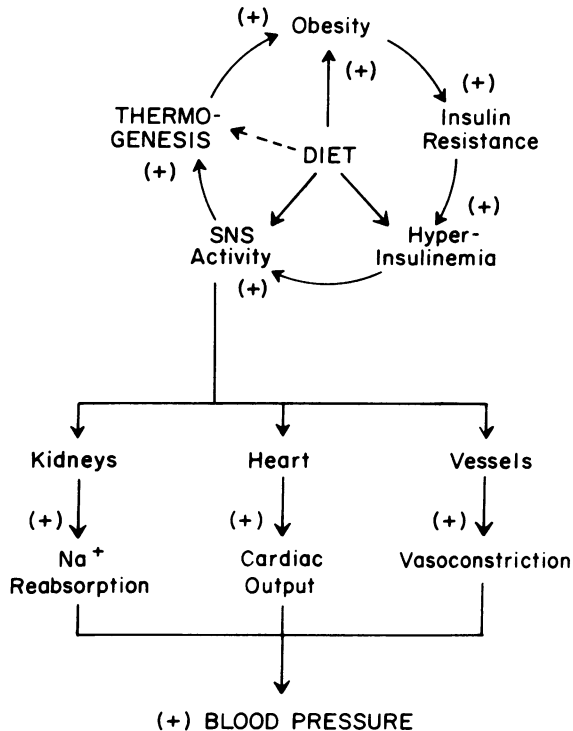 (+) Obesity
(+)
(+)
THERMO-
GENESIS
(+)
Insulin
Resistance
DIET
(+)
SNS
Activity
(+)
Hyper-
Insulinemia
Kidneys Heart Vessels
(+) (+) (+)
Na+
Reabsorption
Cardiac
Output
Vasoconstriction
(+) BLOOD PRESSURE